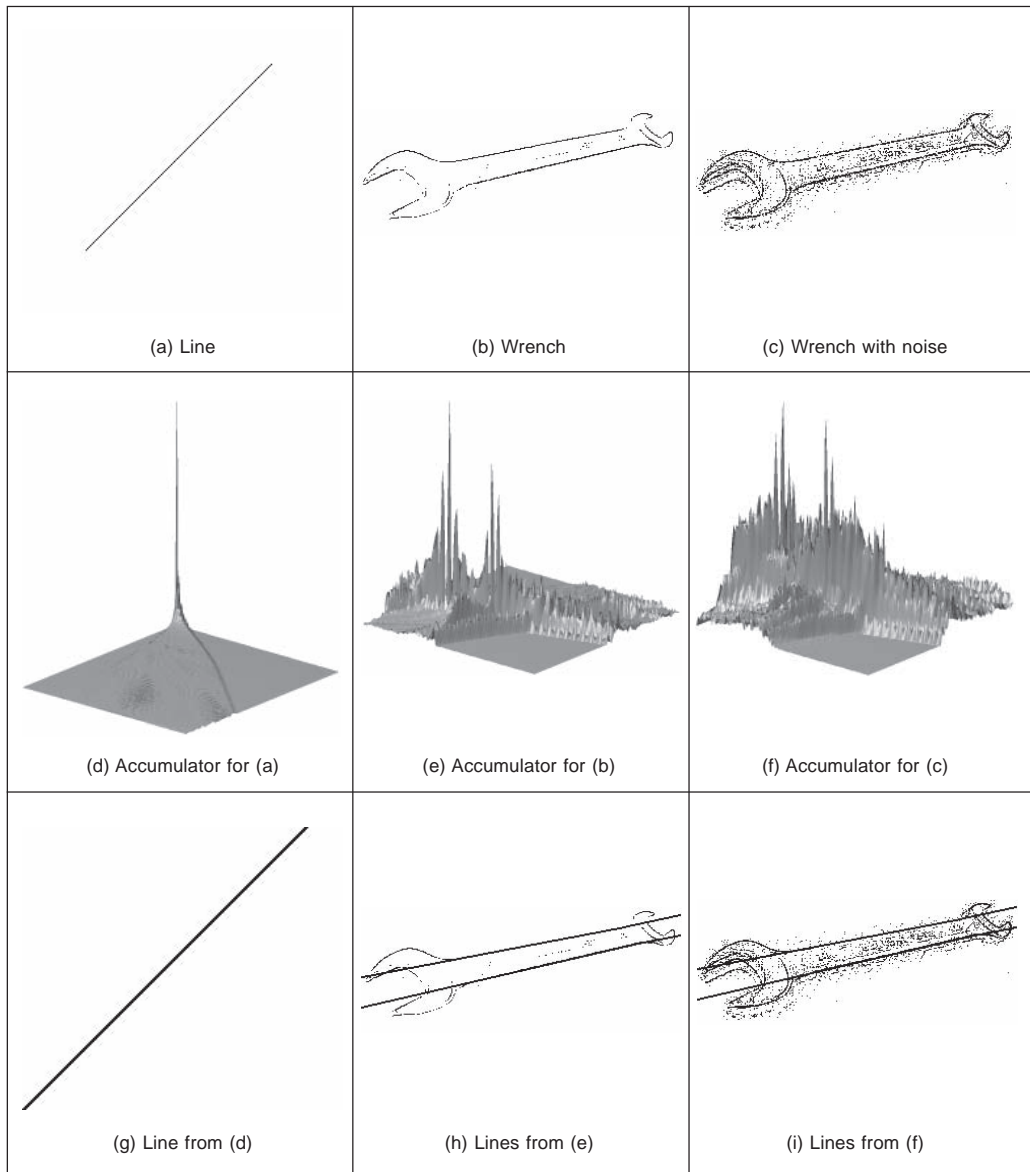 (a) Line
(b) Wrench
(c) Wrench with noise
(d) Accumulator for (a)
(e) Accumulator for (b)
(f) Accumulator for (c)
(g) Line from (d)
(h) Lines from (e)
(i) Lines from (f)